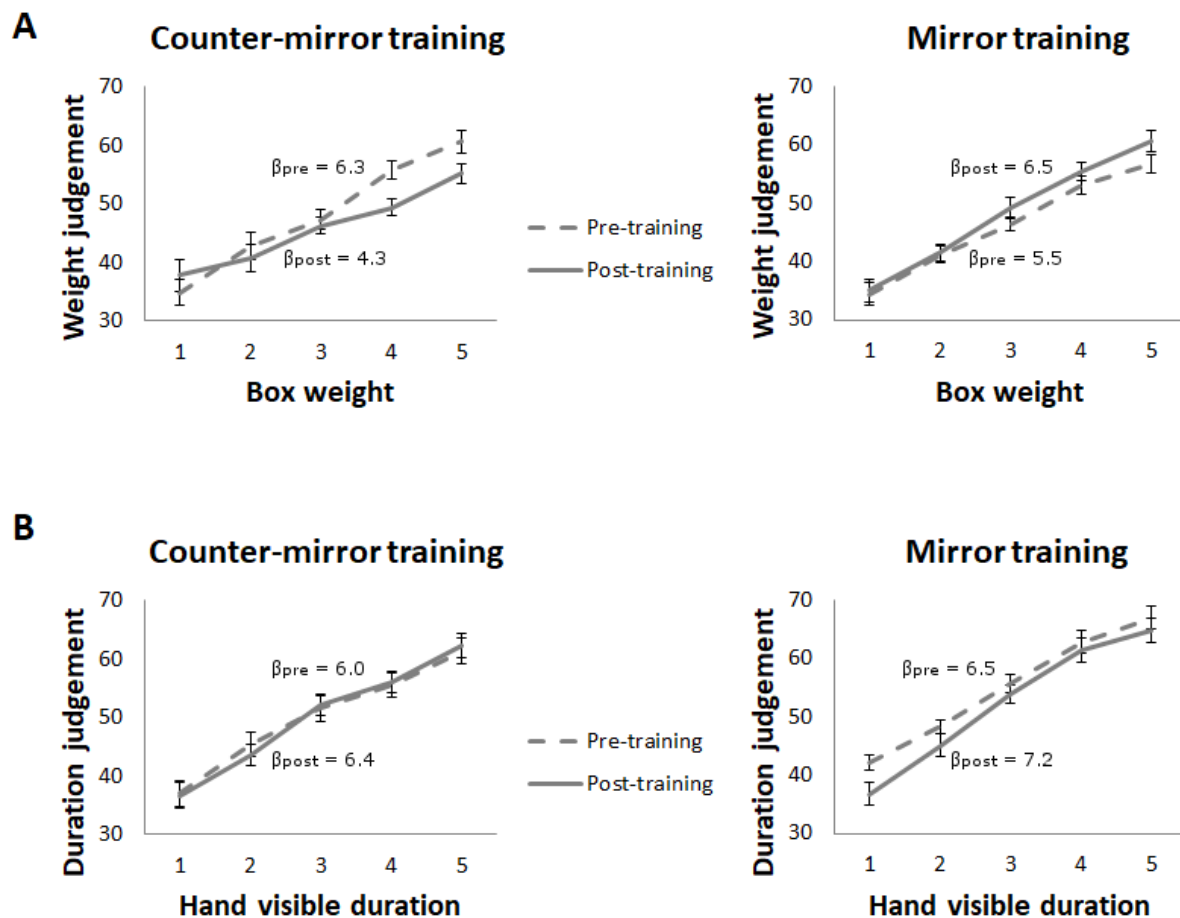 A
Counter-mirror training
Weight judgement
70
60
50
40
30
βpre = 6.3
βpost = 4.3
1 2 3 4 5
Box weight
Pre-training
Post-training
Mirror training
Weight judgement
70
60
50
40
30
βpost = 6.5
βpre = 5.5
1 2 3 4 5
Box weight
B
Counter-mirror training
Duration judgement
70
60
50
40
30
βpre = 6.0
βpost = 6.4
1 2 3 4 5
Hand visible duration
Pre-training
Post-training
Mirror training
Duration judgement
70
60
50
40
30
βpre = 6.5
βpost = 7.2
1 2 3 4 5
Hand visible duration